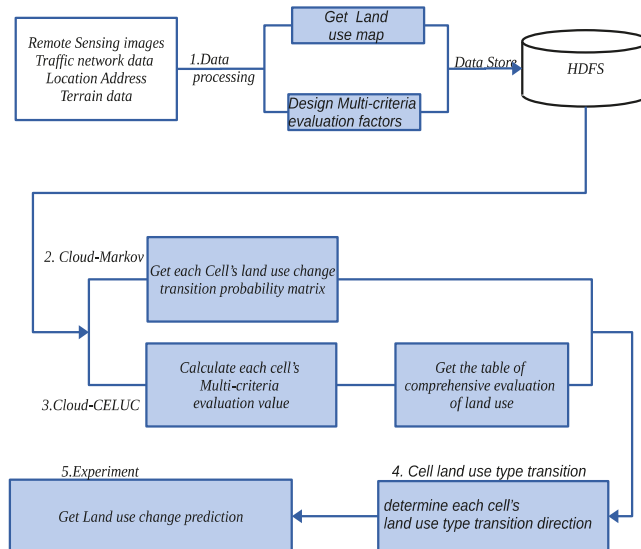 Remote Sensing images
Traffic network data
Location Address
Terrain data
1.Data
processing
Get Land
use map
Design Multi-criteria
evaluation factors
Data Store
HDFS
2. Cloud-Markov
Get each Cell's land use change
transition probability matrix
Calculate each cell's
Multi-criteria
evaluation value
3.Cloud-CELUC
Get the table of
comprehensive evaluation
of land use
4. Cell land use type transition
determine each cell's
land use type transition direction
5.Experiment
Get Land use change prediction